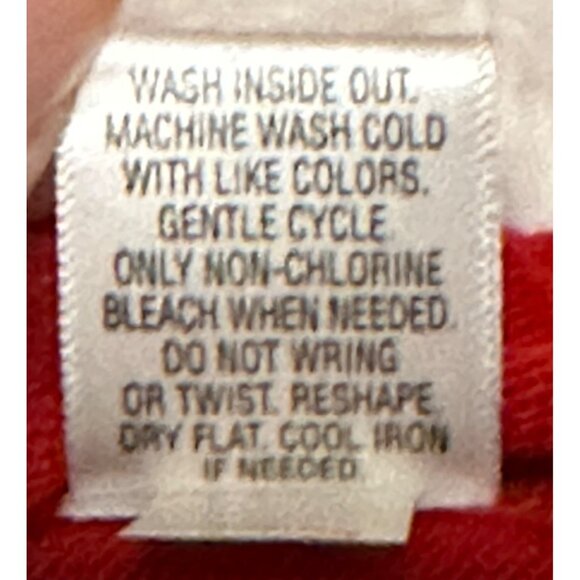 WASH INSIDE OUT.
MACHINE WASH COLD
WITH LIKE COLORS.
GENTLE CYCLE.
ONLY NON-CHLORINE
BLEACH WHEN NEEDED.
DO NOT WRING
OR TWIST. RESHAPE.
DRY FLAT. COOL IRON
IF NEEDED.